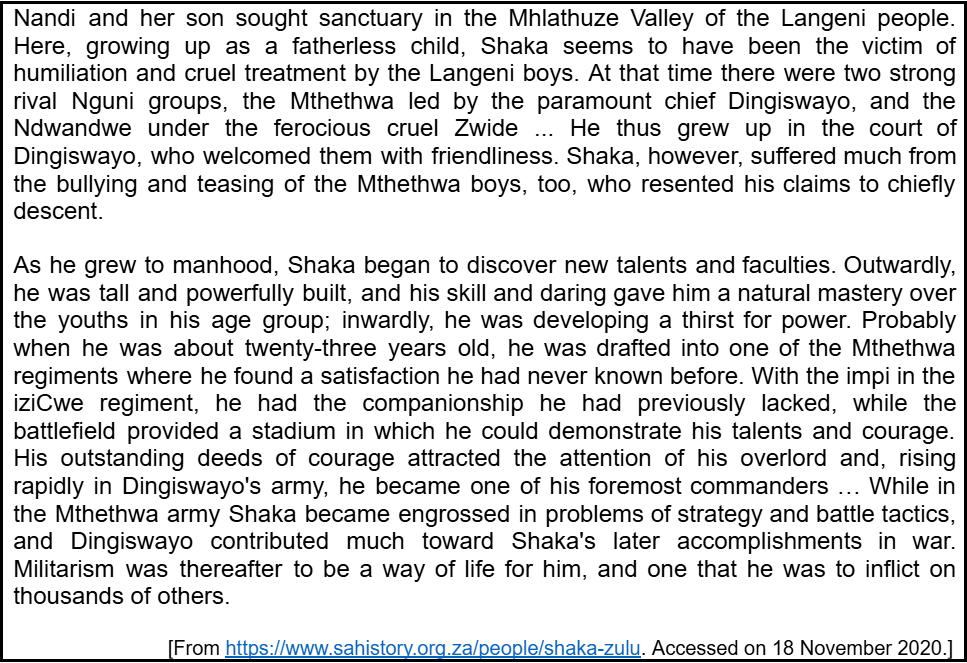 Nandi and her son sought sanctuary in the Mhlathuze Valley of the Langeni people.
Here, growing up as a fatherless child, Shaka seems to have been the victim of
humiliation and cruel treatment by the Langeni boys. At that time there were two strong
rival Nguni groups, the Mthethwa led by the paramount chief Dingiswayo, and the
Ndwandwe under the ferocious cruel Zwide ... He thus grew up in the court of
Dingiswayo, who welcomed them with friendliness. Shaka, however, suffered much from
the bullying and teasing of the Mthethwa boys, too, who resented his claims to chiefly
descent.
As he grew to manhood, Shaka began to discover new talents and faculties. Outwardly,
he was tall and powerfully built, and his skill and daring gave him a natural mastery over
the youths in his age group; inwardly, he was developing a thirst for power. Probably
when he was about twenty-three years old, he was drafted into one of the Mthethwa
regiments where he found a satisfaction he had never known before. With the impi in the
iziCwe regiment, he had the companionship he had previously lacked, while the
battlefield provided a stadium in which he could demonstrate his talents and courage.
His outstanding deeds of courage attracted the attention of his overlord and, rising
rapidly in Dingiswayo's army, he became one of his foremost commanders … While in
the Mthethwa army Shaka became engrossed in problems of strategy and battle tactics,
and Dingiswayo contributed much toward Shaka's later accomplishments in war.
Militarism was thereafter to be a way of life for him, and one that he was to inflict on
thousands of others.
[From https://www.sahistory.org.za/people/shaka-zulu. Accessed on 18 November 2020.]